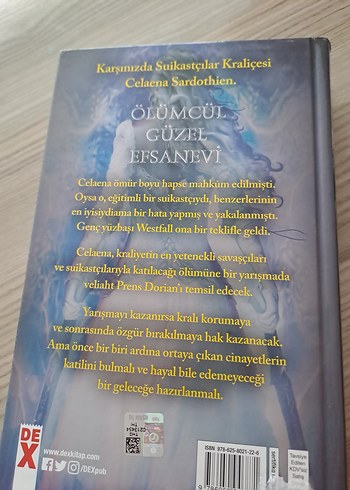 Karşınızda Suikastçılar Kraliçesi
Celaena Sardothien.
ÖLÜMCÜL
GÜZEL
EFSANEVİ
Celaena ömür boyu hapse mahkûm edilmişti.
Oysa o, eğitimli bir suikastçıydı, benzerlerinin
en iyisiydi ama bir hata yapmış ve yakalanmıştı.
Genç yüzbaşı Westfall ona bir teklifle geldi.
Celaena, kraliyetin en yetenekli savaşçıları
ve suikastçılarıyla katılacağı ölümüne bir yarışmada
veliaht Prens Dorian'ı temsil edecek.
Yarışmayı kazanırsa kralı korumaya
ve sonrasında özgür bırakılmaya hak kazanacak.
Ama önce bir biri ardına ortaya çıkan cinayetlerin
katilini bulmalı ve hayal bile edemeyeceği
bir geleceğe hazırlanmalı.
DEX
www.dexkitap.com
/DEXpub
ISBN: 978-625-8021-22-6